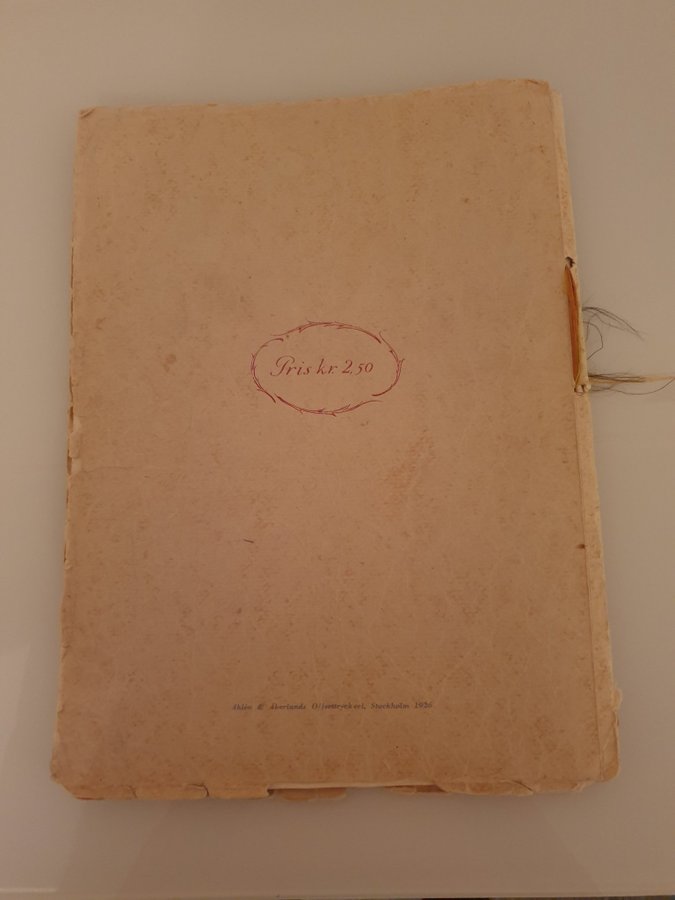 Pris kr. 2,50
Åhlén & Åkerlunds Offsettryckeri, Stockholm 1926